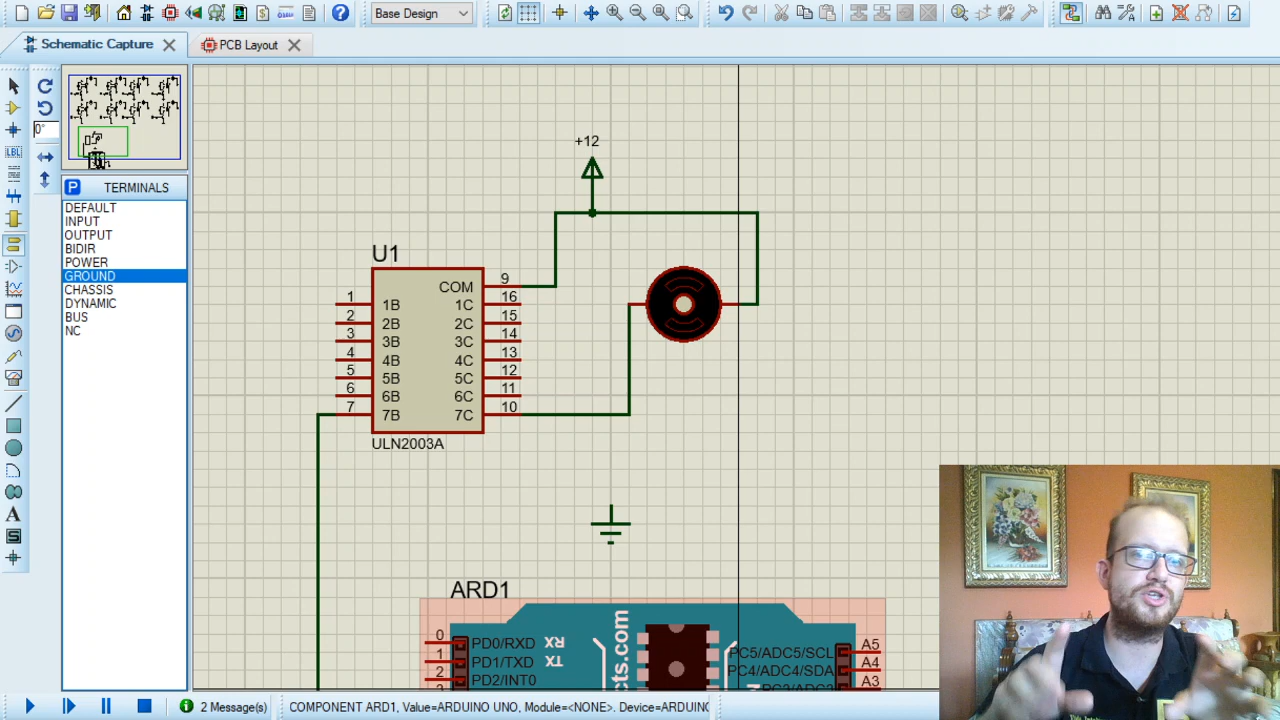 Base Design
Schematic Capture
PCB Layout
0°
LBL
P
TERMINALS
DEFAULT
INPUT
OUTPUT
BIDIR
POWER
GROUND
CHASSIS
DYNAMIC
BUS
NC
A
S
+12
U1
COM
9
1
1B
1C
16
2
2B
2C
15
3
3B
3C
14
4
4B
4C
13
5
5B
5C
12
6
6B
6C
11
7
7B
7C
10
ULN2003A
ARD1
0
PD0/RXD
RX
1
PD1/TXD
TX
2
PD2/INT0
cts.com
PC5/ADC5/SCL
A5
PC4/ADC4/SDA
A4
A3
2 Message(s)
COMPONENT ARD1, Value=ARDUINO UNO, Module=<NONE>. Device=ARDUINO